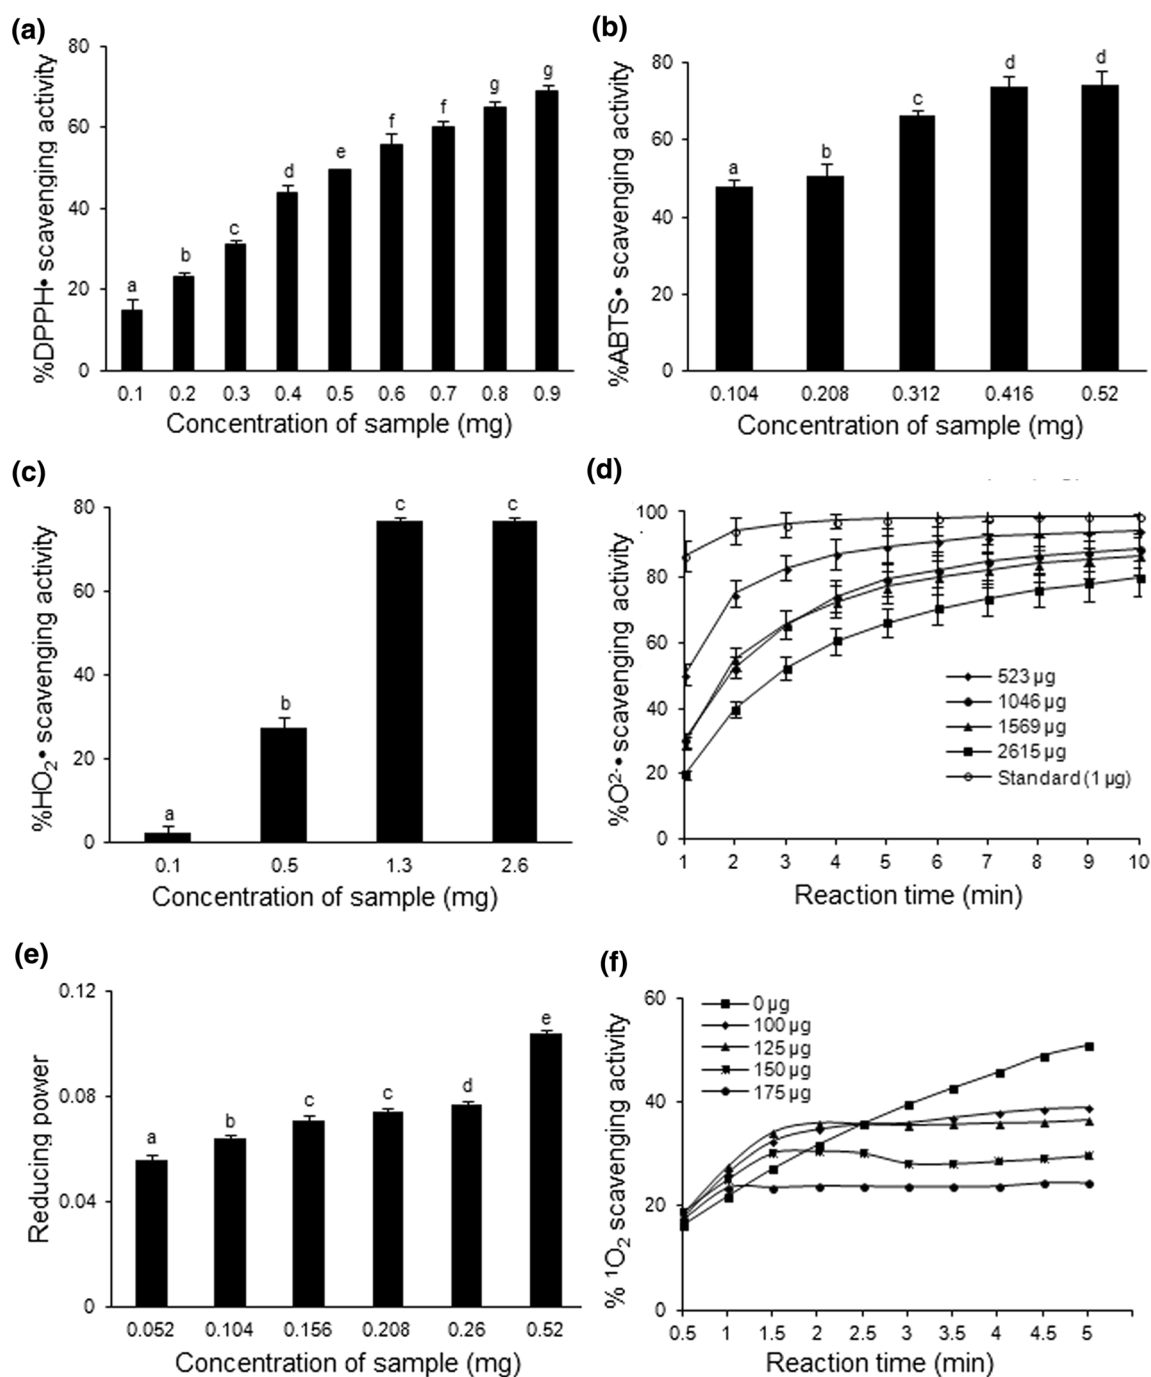 (a)
80
60
40
20
0
%DPPH• scavenging activity
a
b
c
d
e
f
f
g
g
0.1 0.2 0.3 0.4 0.5 0.6 0.7 0.8 0.9
Concentration of sample (mg)
(b)
80
60
40
20
0
%ABTS• scavenging activity
a
b
c
d
d
0.104 0.208 0.312 0.416 0.52
Concentration of sample (mg)
(c)
80
60
40
20
0
%HO₂• scavenging activity
a
b
c
c
0.1 0.5 1.3 2.6
Concentration of sample (mg)
(d)
100
80
60
40
20
0
%O²⁻• scavenging activity
523 µg
1046 µg
1569 µg
2615 µg
Standard (1 µg)
1 2 3 4 5 6 7 8 9 10
Reaction time (min)
(e)
0.12
0.08
0.04
0
Reducing power
a
b
c
c
d
e
0.052 0.104 0.156 0.208 0.26 0.52
Concentration of sample (mg)
(f)
60
40
20
0
% ¹O₂ scavenging activity
0 µg
100 µg
125 µg
150 µg
175 µg
0.5 1 1.5 2 2.5 3 3.5 4 4.5 5
Reaction time (min)